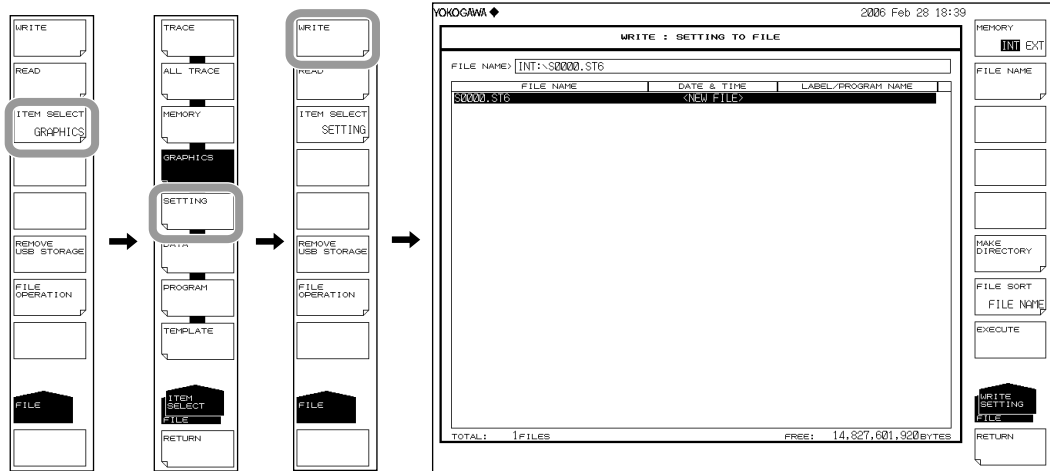 WRITE
READ
ITEM SELECT
GRAPHICS
REMOVE
USB STORAGE
FILE
OPERATION
FILE
TRACE
ALL TRACE
MEMORY
GRAPHICS
SETTING
DATA
PROGRAM
TEMPLATE
ITEM
SELECT
FILE
RETURN
WRITE
READ
ITEM SELECT
SETTING
REMOVE
USB STORAGE
FILE
OPERATION
FILE
YOKOGAWA ◆ 2006 Feb 28 18:39
WRITE : SETTING TO FILE
FILE NAME> INT:\S0000.ST6
FILE NAME DATE & TIME LABEL/PROGRAM NAME
S0000.ST6 <NEW FILE>
TOTAL: 1FILES FREE: 14,827,601,920BYTES
MEMORY
INT EXT
FILE NAME
MAKE
DIRECTORY
FILE SORT
FILE NAME
EXECUTE
WRITE
SETTING
FILE
RETURN